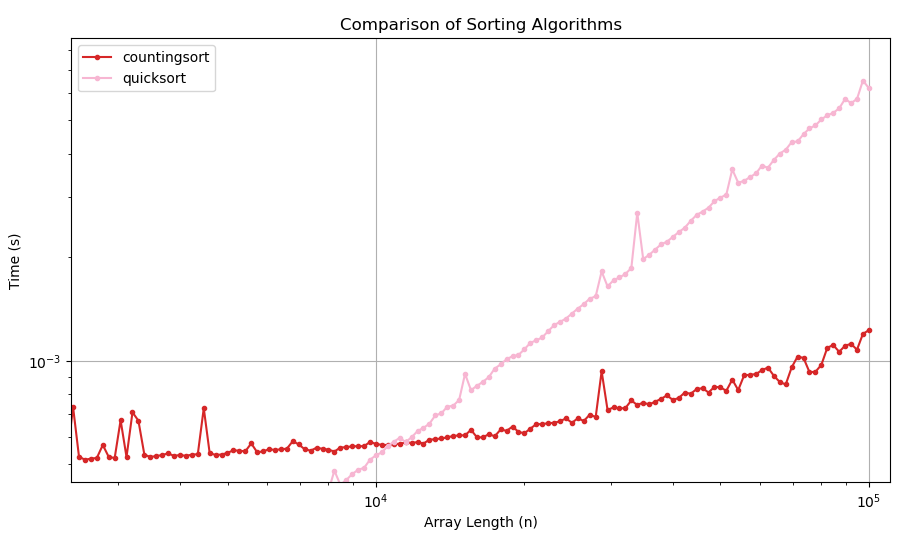 Comparison of Sorting Algorithms
countingsort
quicksort
Time (s)
10⁻³
10⁴
10⁵
Array Length (n)